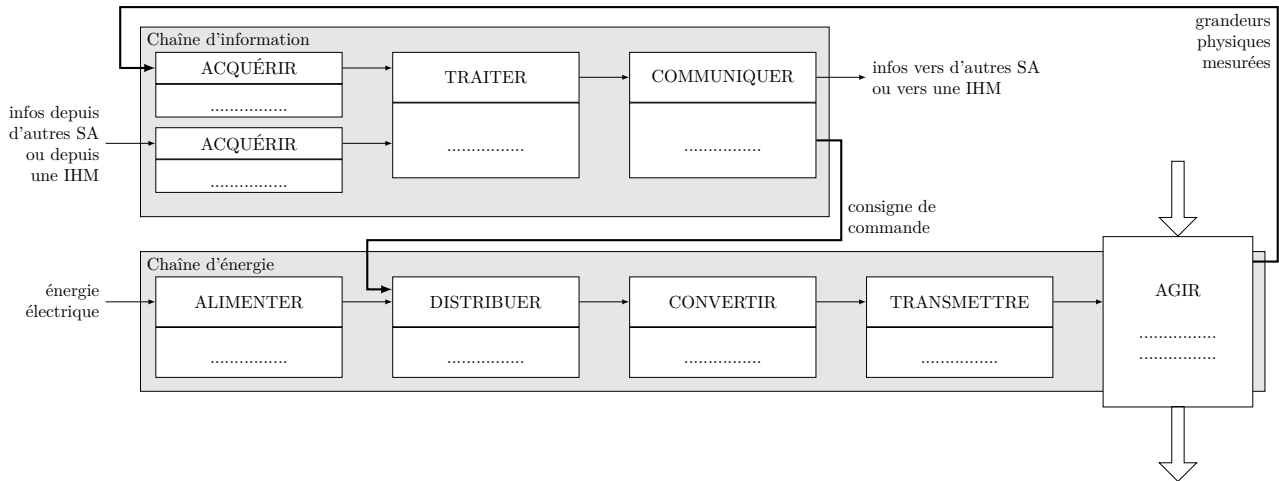 grandeurs
physiques
mesurées
Chaîne d'information
ACQUÉRIR
................
TRAITER
................
COMMUNIQUER
................
infos vers d'autres SA
ou vers une IHM
infos depuis
d'autres SA
ou depuis
une IHM
ACQUÉRIR
................
consigne de
commande
Chaîne d'énergie
énergie
électrique
ALIMENTER
................
DISTRIBUER
................
CONVERTIR
................
TRANSMETTRE
................
AGIR
................
................